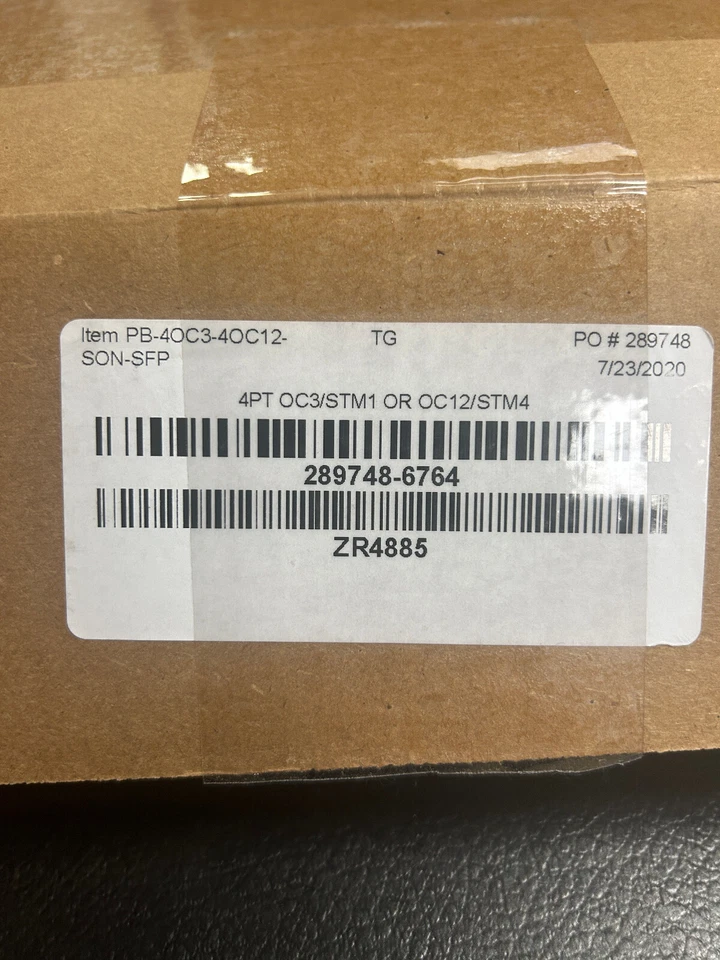 Item PB-4OC3-4OC12- TG PO # 289748
SON-SFP 7/23/2020
4PT OC3/STM1 OR OC12/STM4
289748-6764
ZR4885